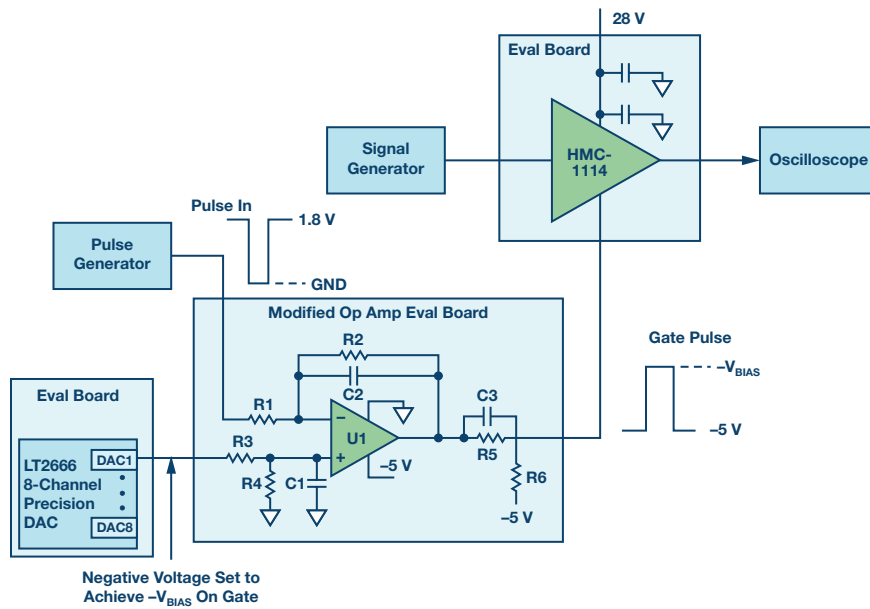 28 V
Eval Board
HMC-
1114
Signal
Generator
Oscilloscope
Pulse In
1.8 V
GND
Pulse
Generator
Modified Op Amp Eval Board
R2
C2
R1
R3
R4
C1
U1
–
+
–5 V
C3
R5
R6
–5 V
Gate Pulse
–VBIAS
–5 V
Eval Board
LT2666
8-Channel
Precision
DAC
DAC1
DAC8
Negative Voltage Set to
Achieve –VBIAS On Gate